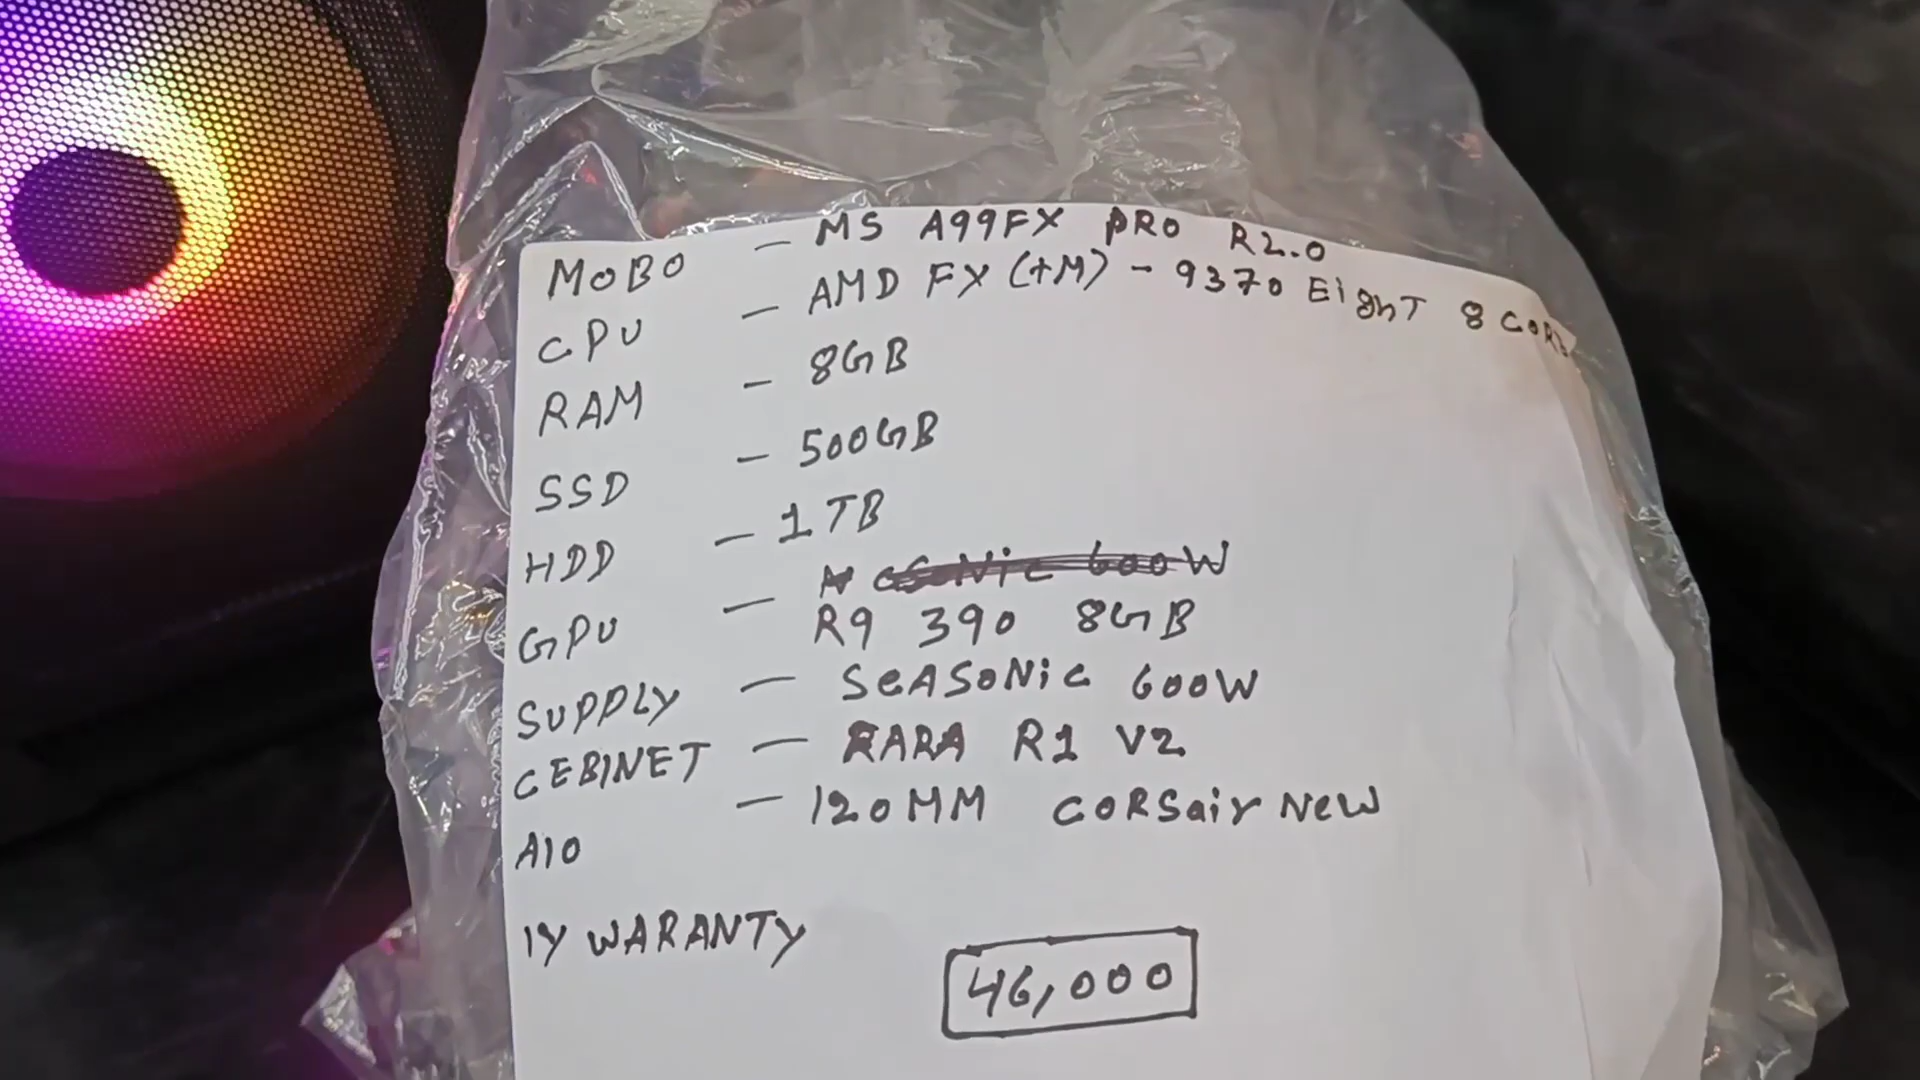 MOBO - MS A99FX PRO R2.0
CPU - AMD FX (tM) - 9370 Eight 8 CORE
RAM - 8GB
SSD - 500GB
HDD - 1 TB
GPU - R9 390 8GB
SUPPLY - SEASONIC 600W
CEBINET - RARA R1 V2
AIO - 120MM CORSair NEW
1Y WARANTY
46,000